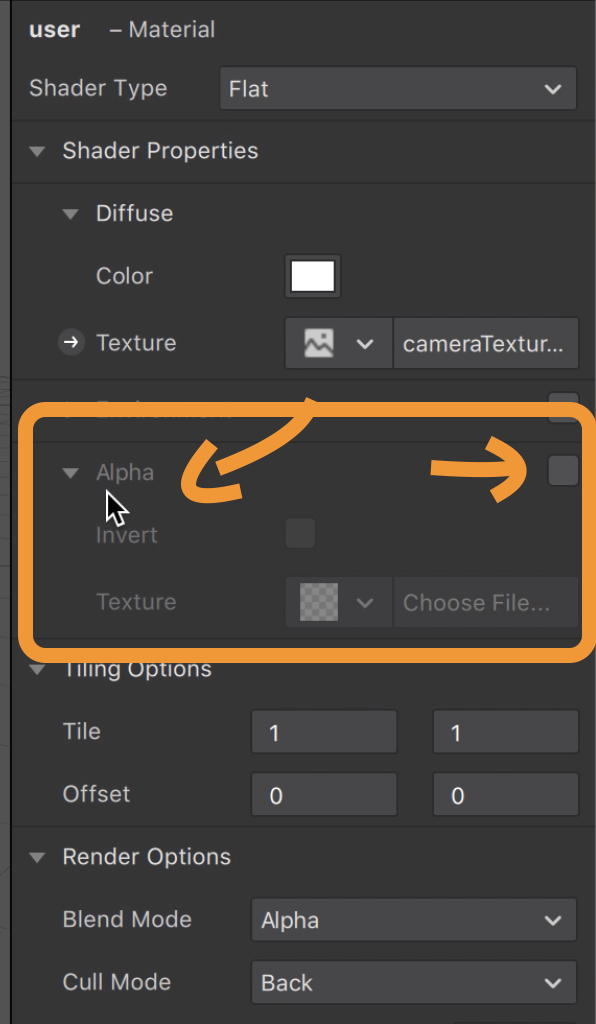 user – Material
Shader Type Flat
Shader Properties
Diffuse
Color
Texture cameraTextur...
Alpha
Invert
Texture Choose File...
Tiling Options
Tile 1 1
Offset 0 0
Render Options
Blend Mode Alpha
Cull Mode Back